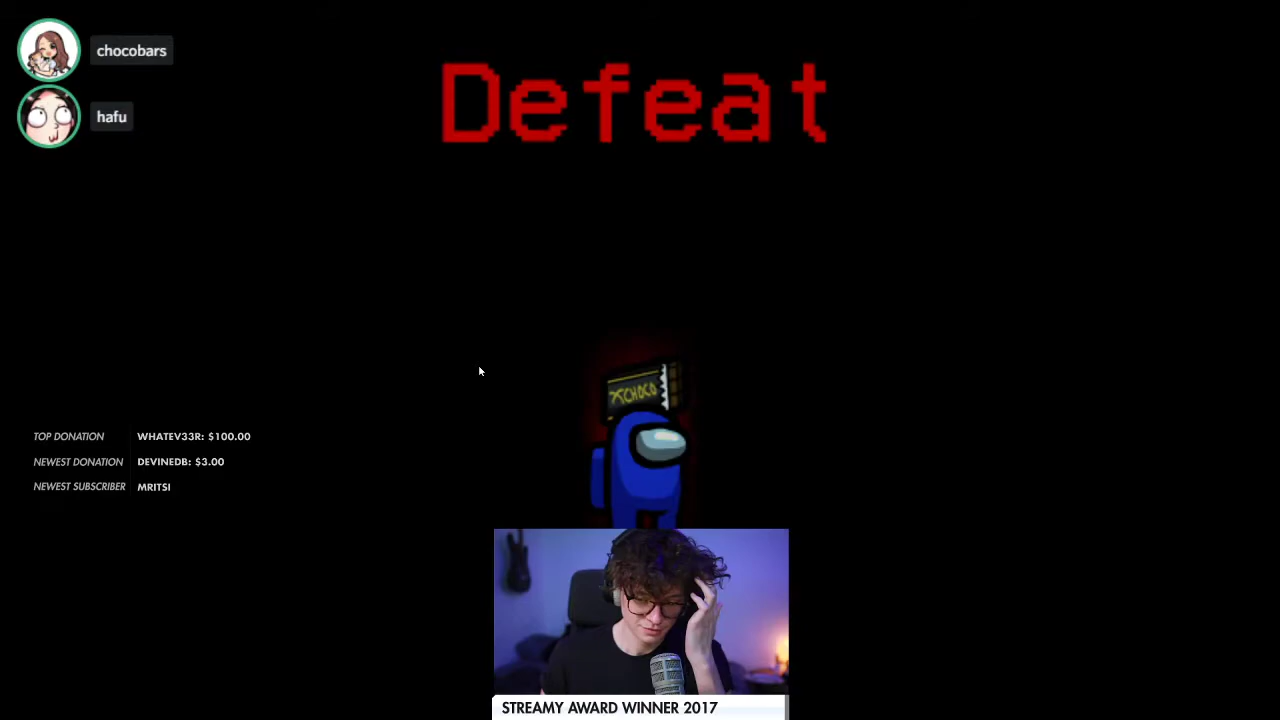 chocobars
Defeat
hafu
CHOCO
TOP DONATION WHATEV33R: $100.00
NEWEST DONATION DEVINEDB: $3.00
NEWEST SUBSCRIBER MRITSI
STREAMY AWARD WINNER 2017